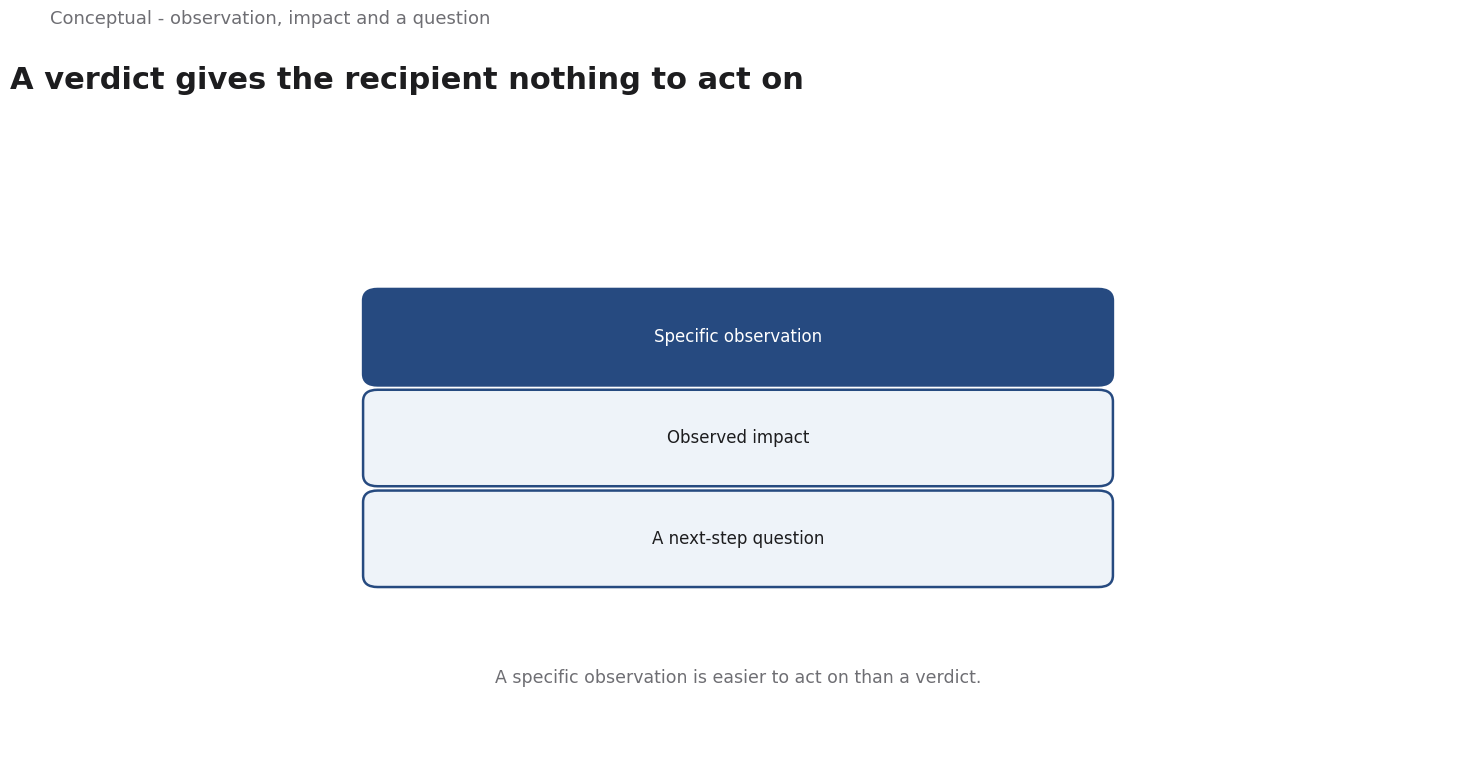 Conceptual - observation, impact and a question
A verdict gives the recipient nothing to act on
Specific observation
Observed impact
A next-step question
A specific observation is easier to act on than a verdict.